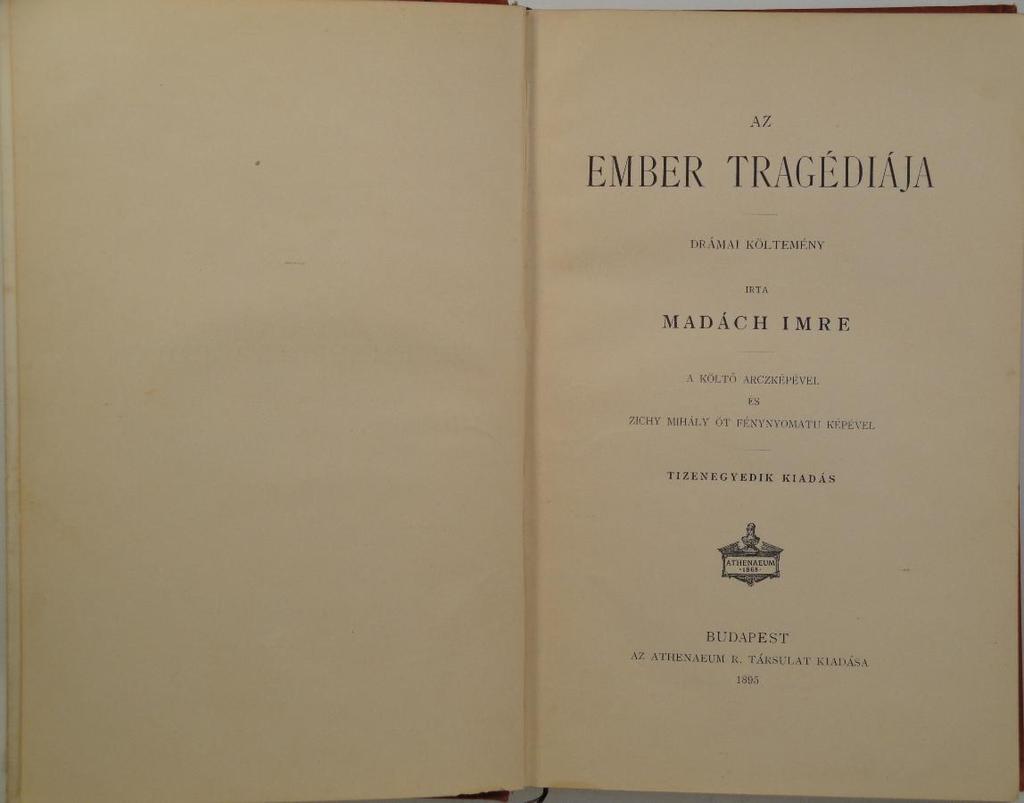 AZ
EMBER TRAGÉDIÁJA
DRÁMAI KÖLTEMÉNY
IRTA
MADÁCH IMRE
A KÖLTŐ ARCZKÉPÉVEL
ÉS
ZICHY MIHÁLY ÖT FÉNYNYOMATU KÉPÉVEL
TIZENEGYEDIK KIADÁS
ATHENAEUM
·1868·
BUDAPEST
AZ ATHENAEUM R. TÁRSULAT KIADÁSA
1895